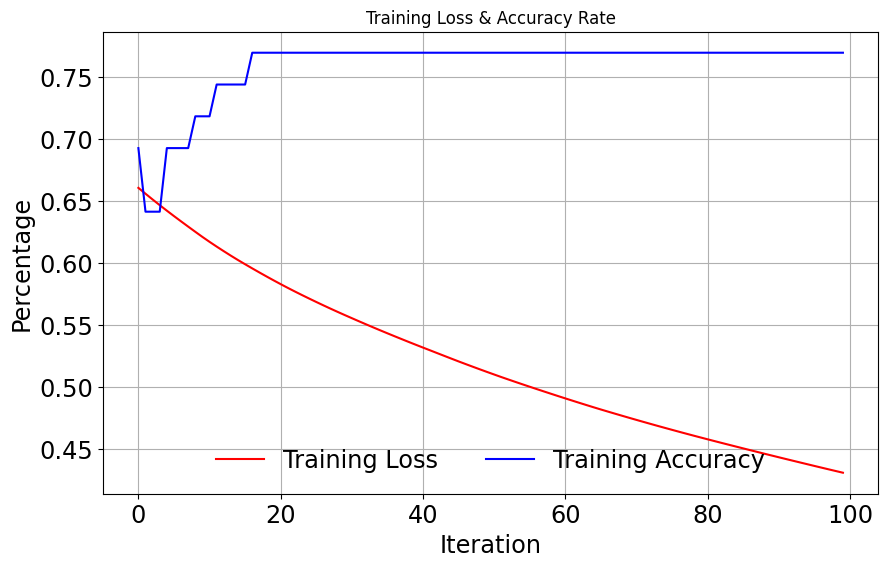 Training Loss & Accuracy Rate
0.75
0.70
0.65
0.60
0.55
0.50
0.45
Percentage
Training Loss Training Accuracy
0 20 40 60 80 100
Iteration